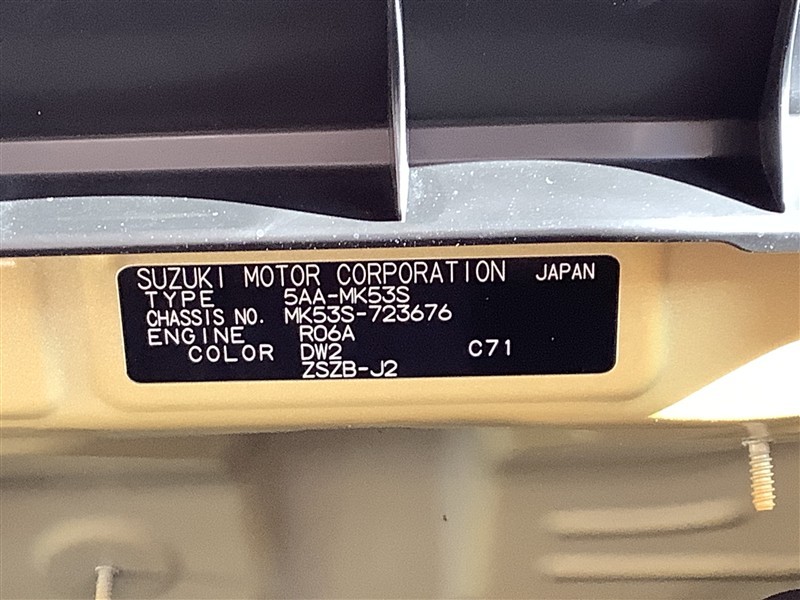 SUZUKI MOTOR CORPORATION JAPAN
TYPE 5AA-MK53S
CHASSIS NO. MK53S-723676
ENGINE R06A
COLOR DW2 C71
ZSZB-J2